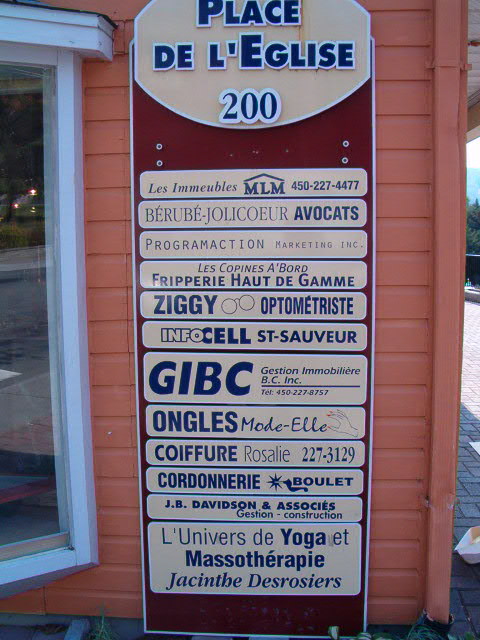 PLACE
DE L'EGLISE
200
Les Immeubles MLM 450-227-4477
BÉRUBÉ-JOLICOEUR AVOCATS
PROGRAMACTION MARKETING INC.
LES COPINES A'BORD
FRIPPERIE HAUT DE GAMME
ZIGGY OPTOMÉTRISTE
INFOCELL ST-SAUVEUR
GIBC Gestion Immobilière
B.C. Inc.
Tél: 450-227-8757
ONGLES Mode-Elle
COIFFURE Rosalie 227-3129
CORDONNERIE BOULET
J.B. DAVIDSON & ASSOCIÉS
Gestion - construction
L'Univers de Yoga et
Massothérapie
Jacinthe Desrosiers